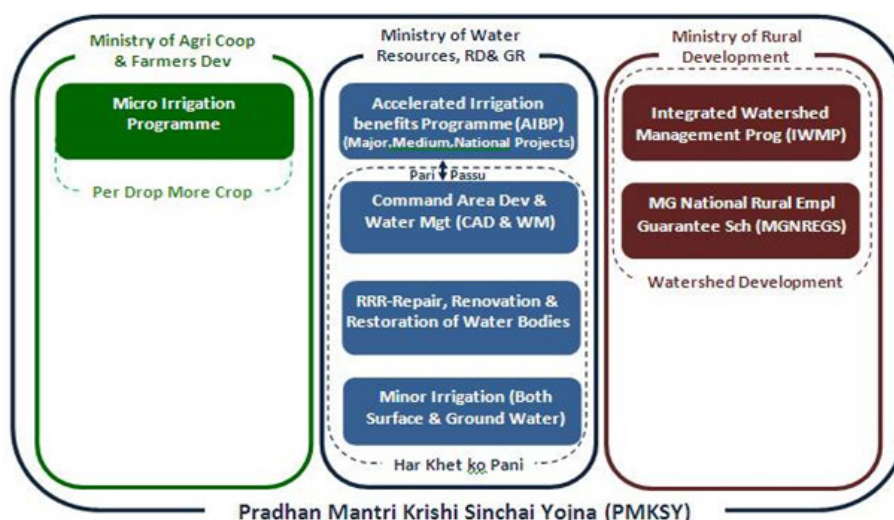 Ministry of Agri Coop
& Farmers Dev
Micro Irrigation
Programme
Per Drop More Crop
Ministry of Water
Resources, RD& GR
Accelerated Irrigation
benefits Programme(AIBP)
(Major,Medium,National Projects)
Pari Passu
Command Area Dev &
Water Mgt (CAD & WM)
RRR-Repair, Renovation &
Restoration of Water Bodies
Minor Irrigation (Both
Surface & Ground Water)
Har Khet ko Pani
Ministry of Rural
Development
Integrated Watershed
Management Prog (IWMP)
MG National Rural Empl
Guarantee Sch (MGNREGS)
Watershed Development
Pradhan Mantri Krishi Sinchai Yojna (PMKSY)